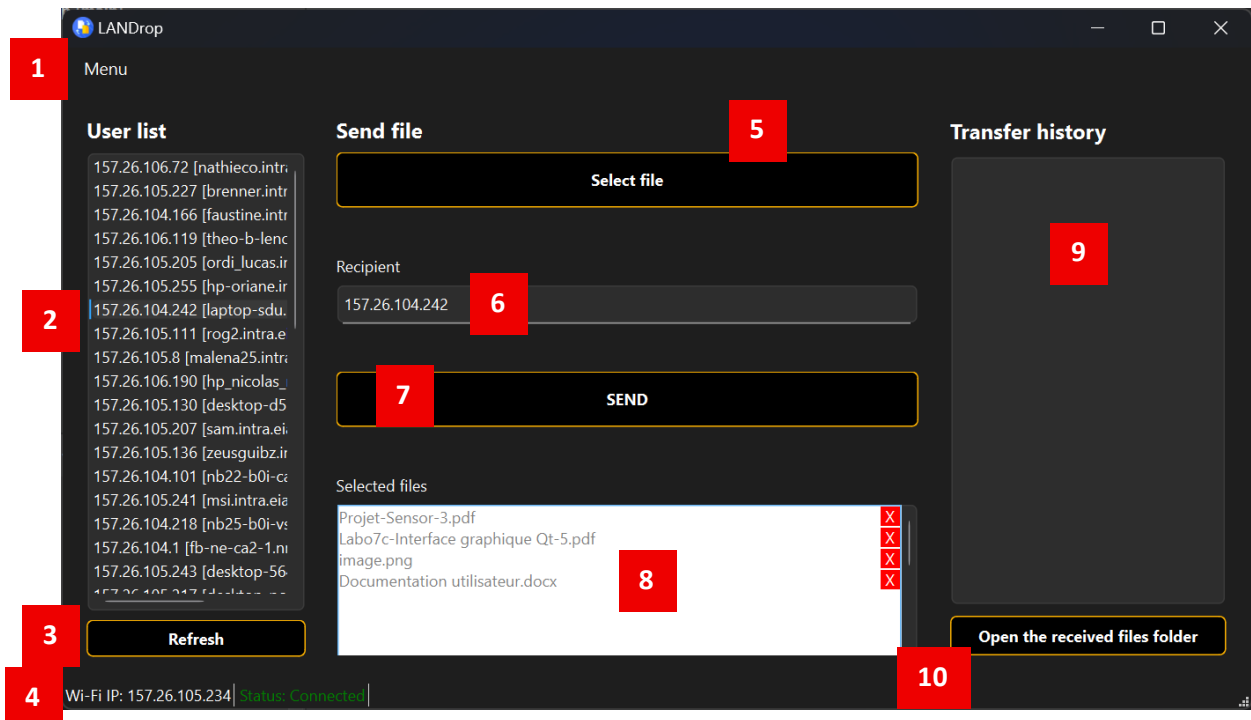 LANDrop
1
Menu
User list
157.26.106.72 [nathieco.intra
157.26.105.227 [brenner.intr
157.26.104.166 [faustine.intr
157.26.106.119 [theo-b-leno
157.26.105.205 [ordi_lucas.ir
157.26.105.255 [hp-oriane.ir
157.26.104.242 [laptop-sdu.
157.26.105.111 [rog2.intra.e
157.26.105.8 [malena25.intra
157.26.106.190 [hp_nicolas_
157.26.105.130 [desktop-d5
157.26.105.207 [sam.intra.eia
157.26.105.136 [zeusguibz.ir
157.26.104.101 [nb22-b0i-ca
157.26.105.241 [msi.intra.eia
157.26.104.218 [nb25-b0i-vs
157.26.104.1 [fb-ne-ca2-1.n
157.26.105.243 [desktop-56
2
Refresh
3
Wi-Fi IP: 157.26.105.234
Status: Connected
4
Send file
5
Select file
Recipient
157.26.104.242
6
SEND
7
Selected files
Projet-Sensor-3.pdf X
Labo7c-Interface graphique Qt-5.pdf X
image.png X
Documentation utilisateur.docx X
8
Transfer history
9
Open the received files folder
10